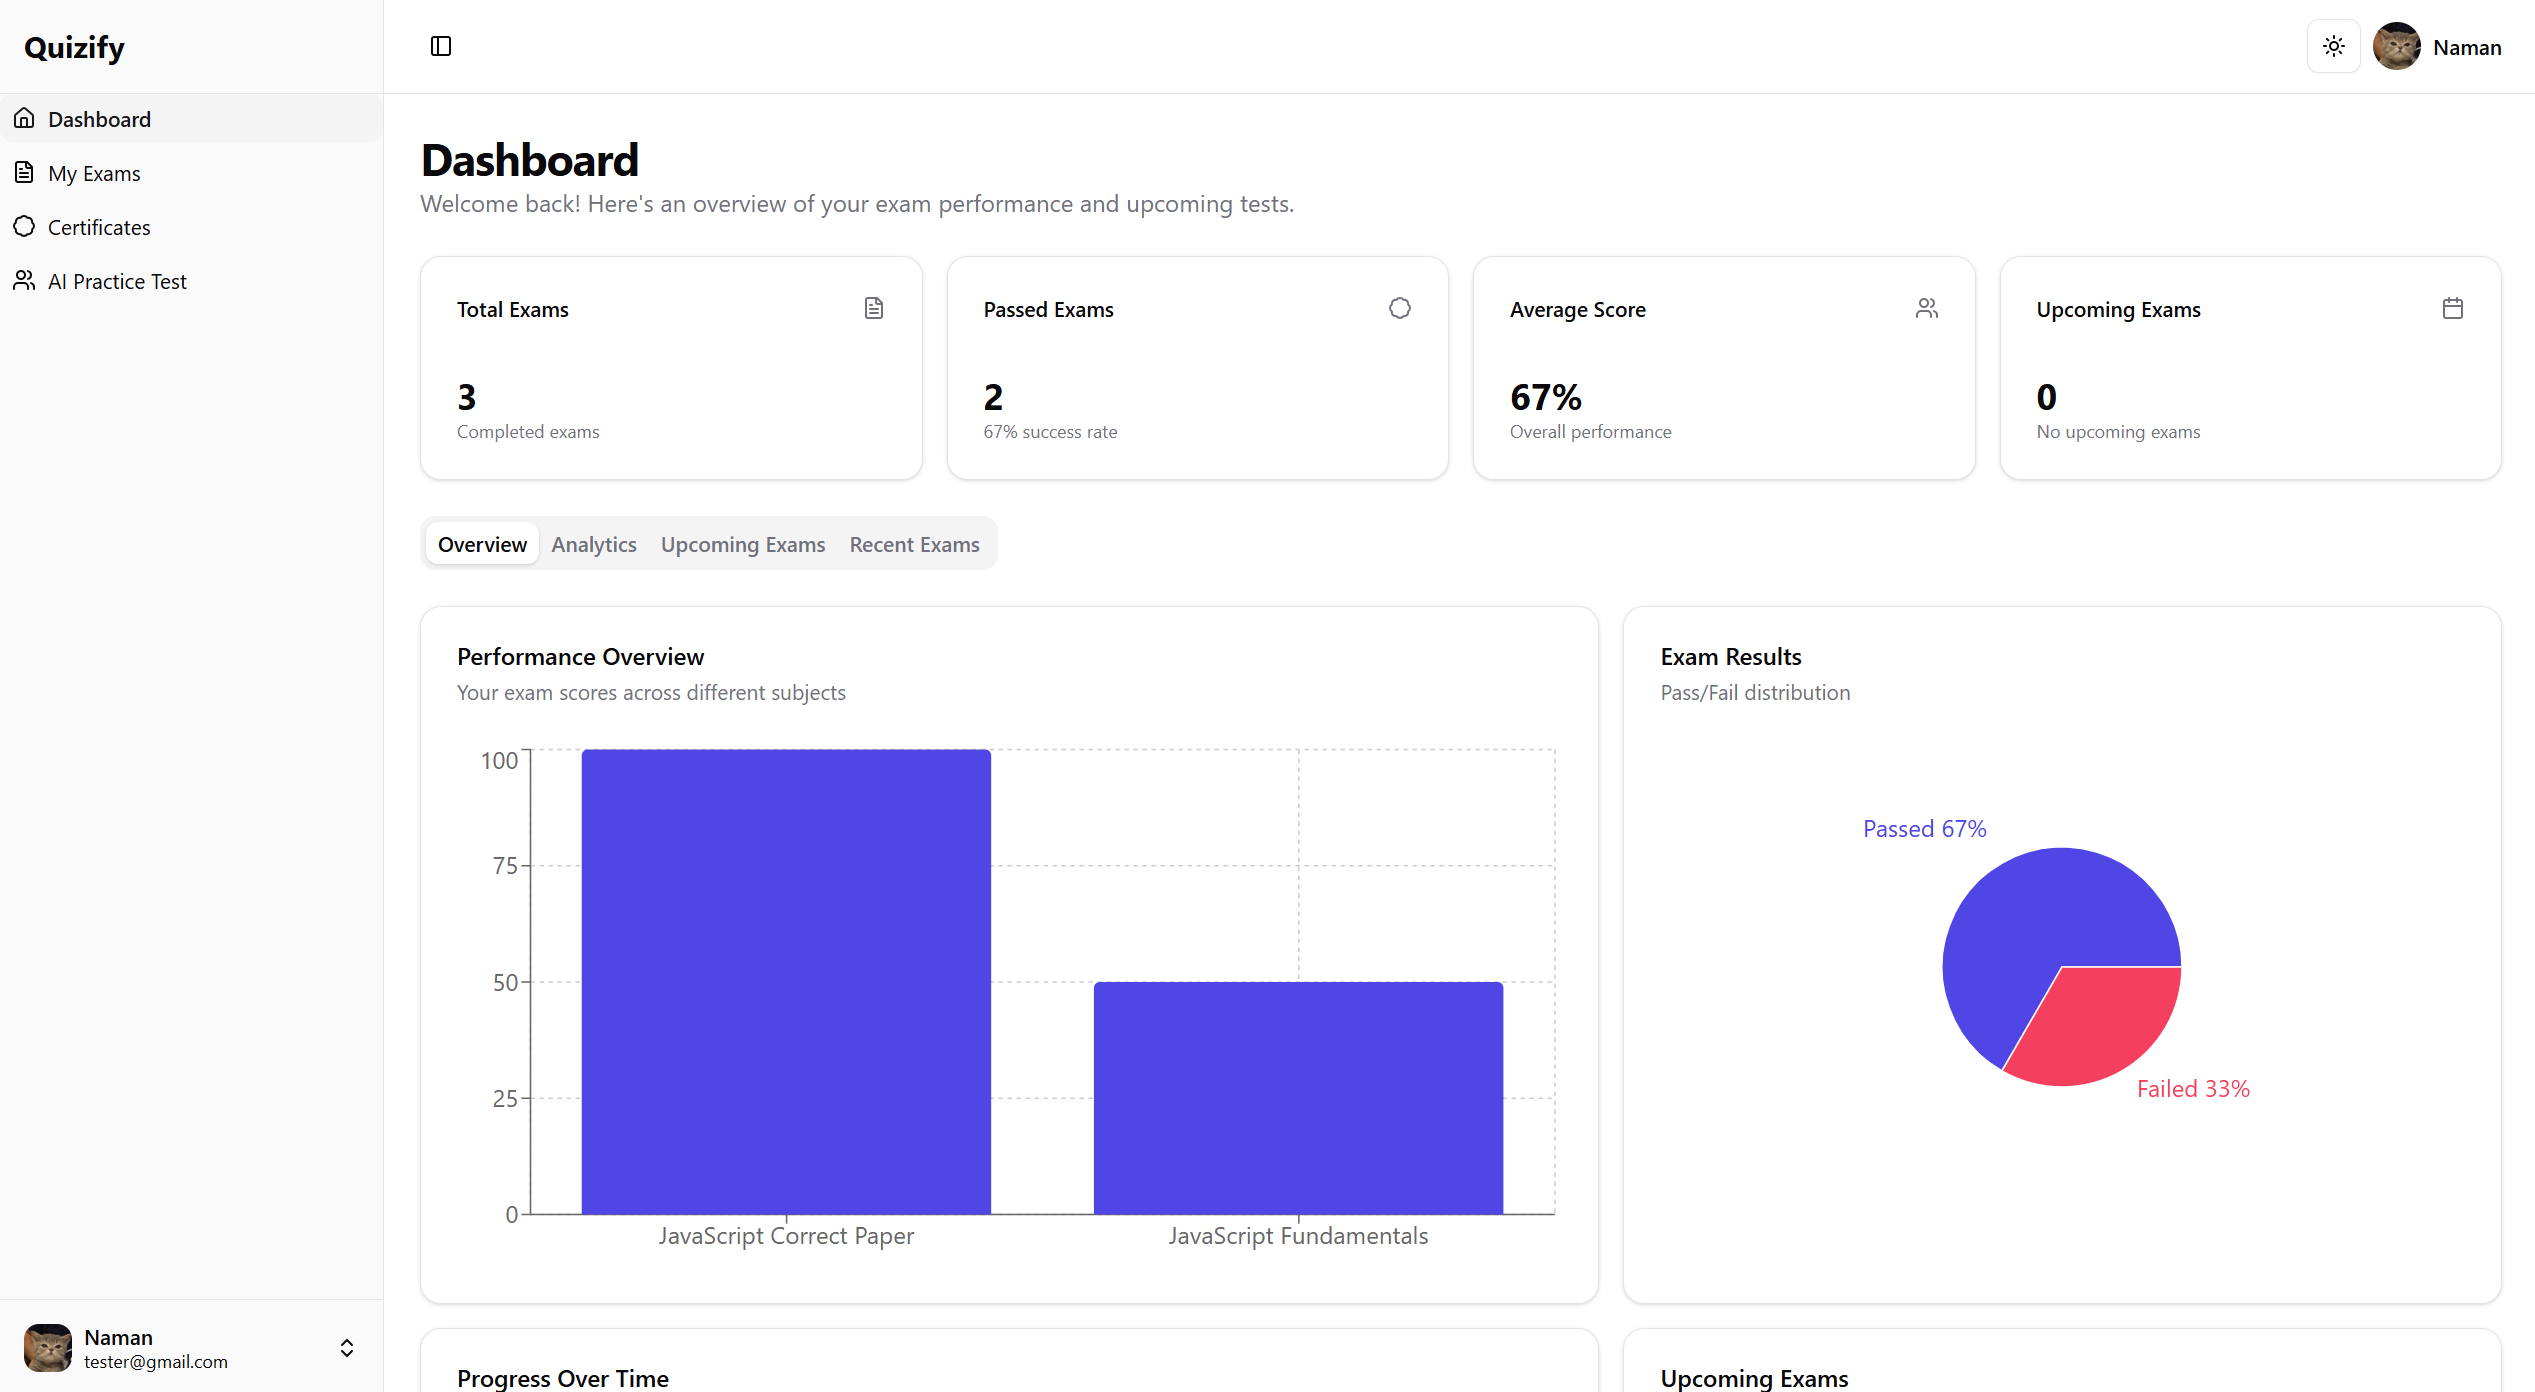 Quizify
Naman
Dashboard
My Exams
Certificates
AI Practice Test
Dashboard
Welcome back! Here's an overview of your exam performance and upcoming tests.
Total Exams
3
Completed exams
Passed Exams
2
67% success rate
Average Score
67%
Overall performance
Upcoming Exams
0
No upcoming exams
Overview Analytics Upcoming Exams Recent Exams
Performance Overview
Your exam scores across different subjects
100
75
50
25
0
JavaScript Correct Paper JavaScript Fundamentals
Exam Results
Pass/Fail distribution
Passed 67%
Failed 33%
Progress Over Time
Upcoming Exams
Naman
tester@gmail.com